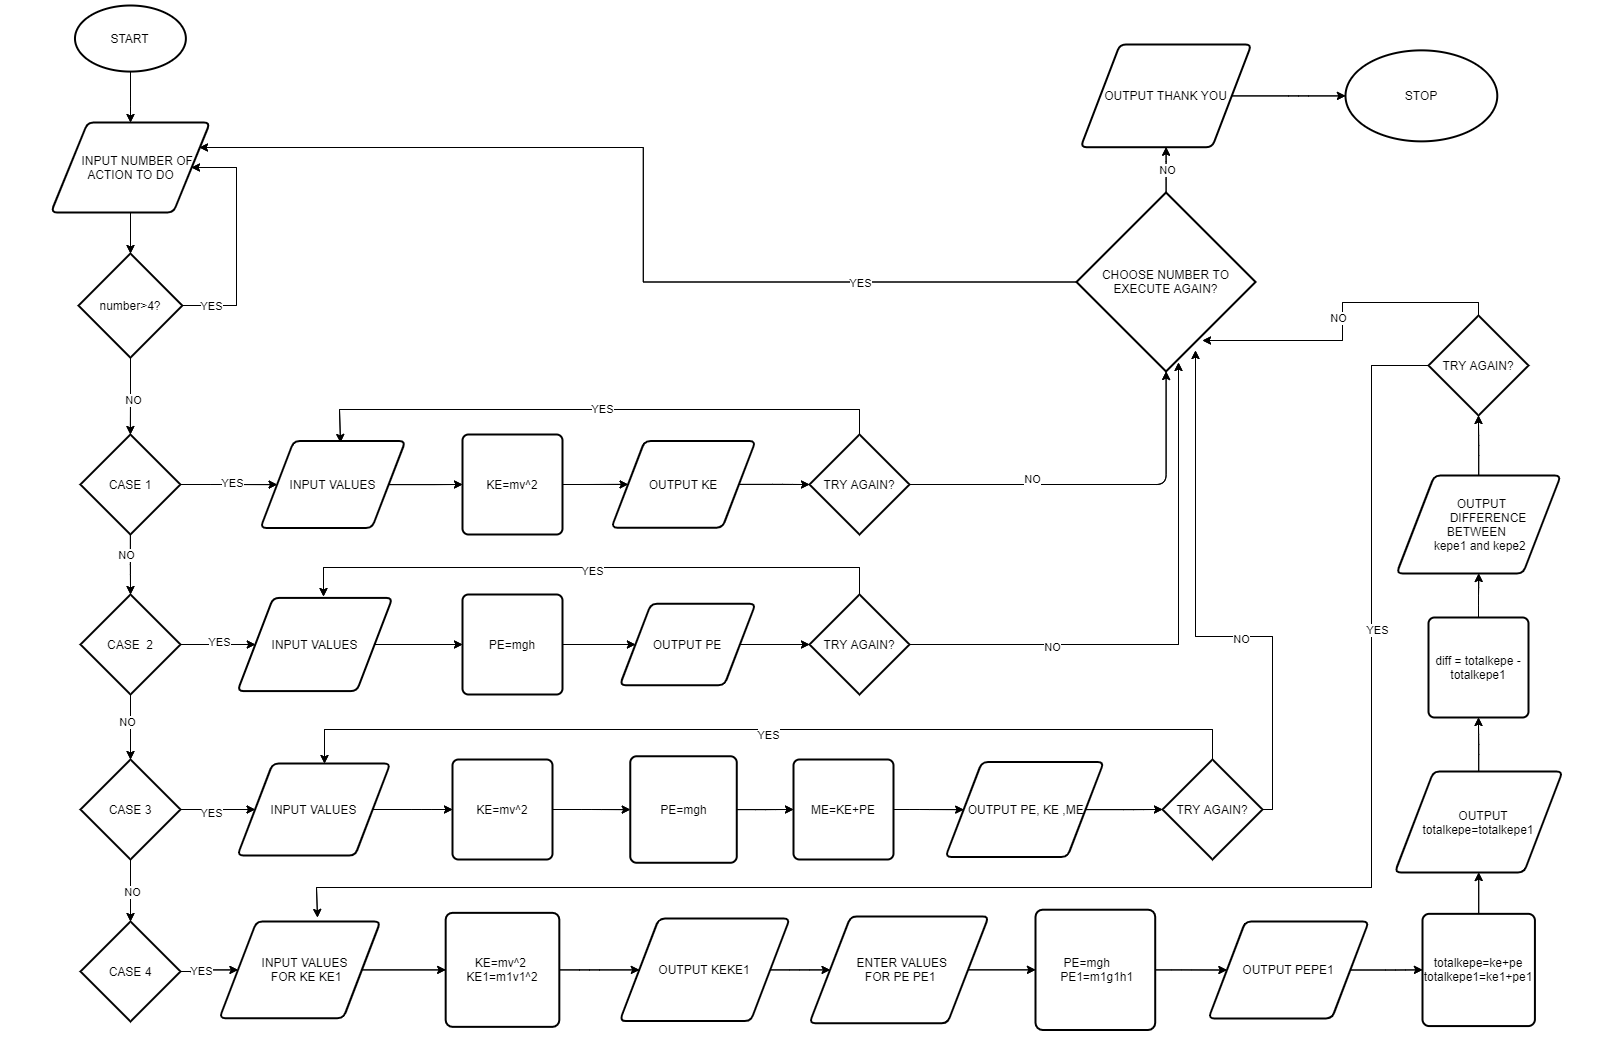 START
INPUT NUMBER OF
ACTION TO DO
number>4?
YES
NO
OUTPUT THANK YOU
STOP
NO
CHOOSE NUMBER TO
EXECUTE AGAIN?
YES
NO
TRY AGAIN?
YES
CASE 1
YES
INPUT VALUES
KE=mv^2
OUTPUT KE
TRY AGAIN?
NO
YES
NO
CASE 2
YES
INPUT VALUES
PE=mgh
OUTPUT PE
TRY AGAIN?
NO
YES
NO
CASE 3
YES
INPUT VALUES
KE=mv^2
PE=mgh
ME=KE+PE
OUTPUT PE, KE ,ME
TRY AGAIN?
NO
YES
NO
CASE 4
YES
INPUT VALUES
FOR KE KE1
KE=mv^2
KE1=m1v1^2
OUTPUT KEKE1
ENTER VALUES
FOR PE PE1
PE=mgh
PE1=m1g1h1
OUTPUT PEPE1
totalkepe=ke+pe
totalkepe1=ke1+pe1
OUTPUT
totalkepe=totalkepe1
diff = totalkepe -
totalkepe1
OUTPUT
DIFFERENCE
BETWEEN
kepe1 and kepe2
YES